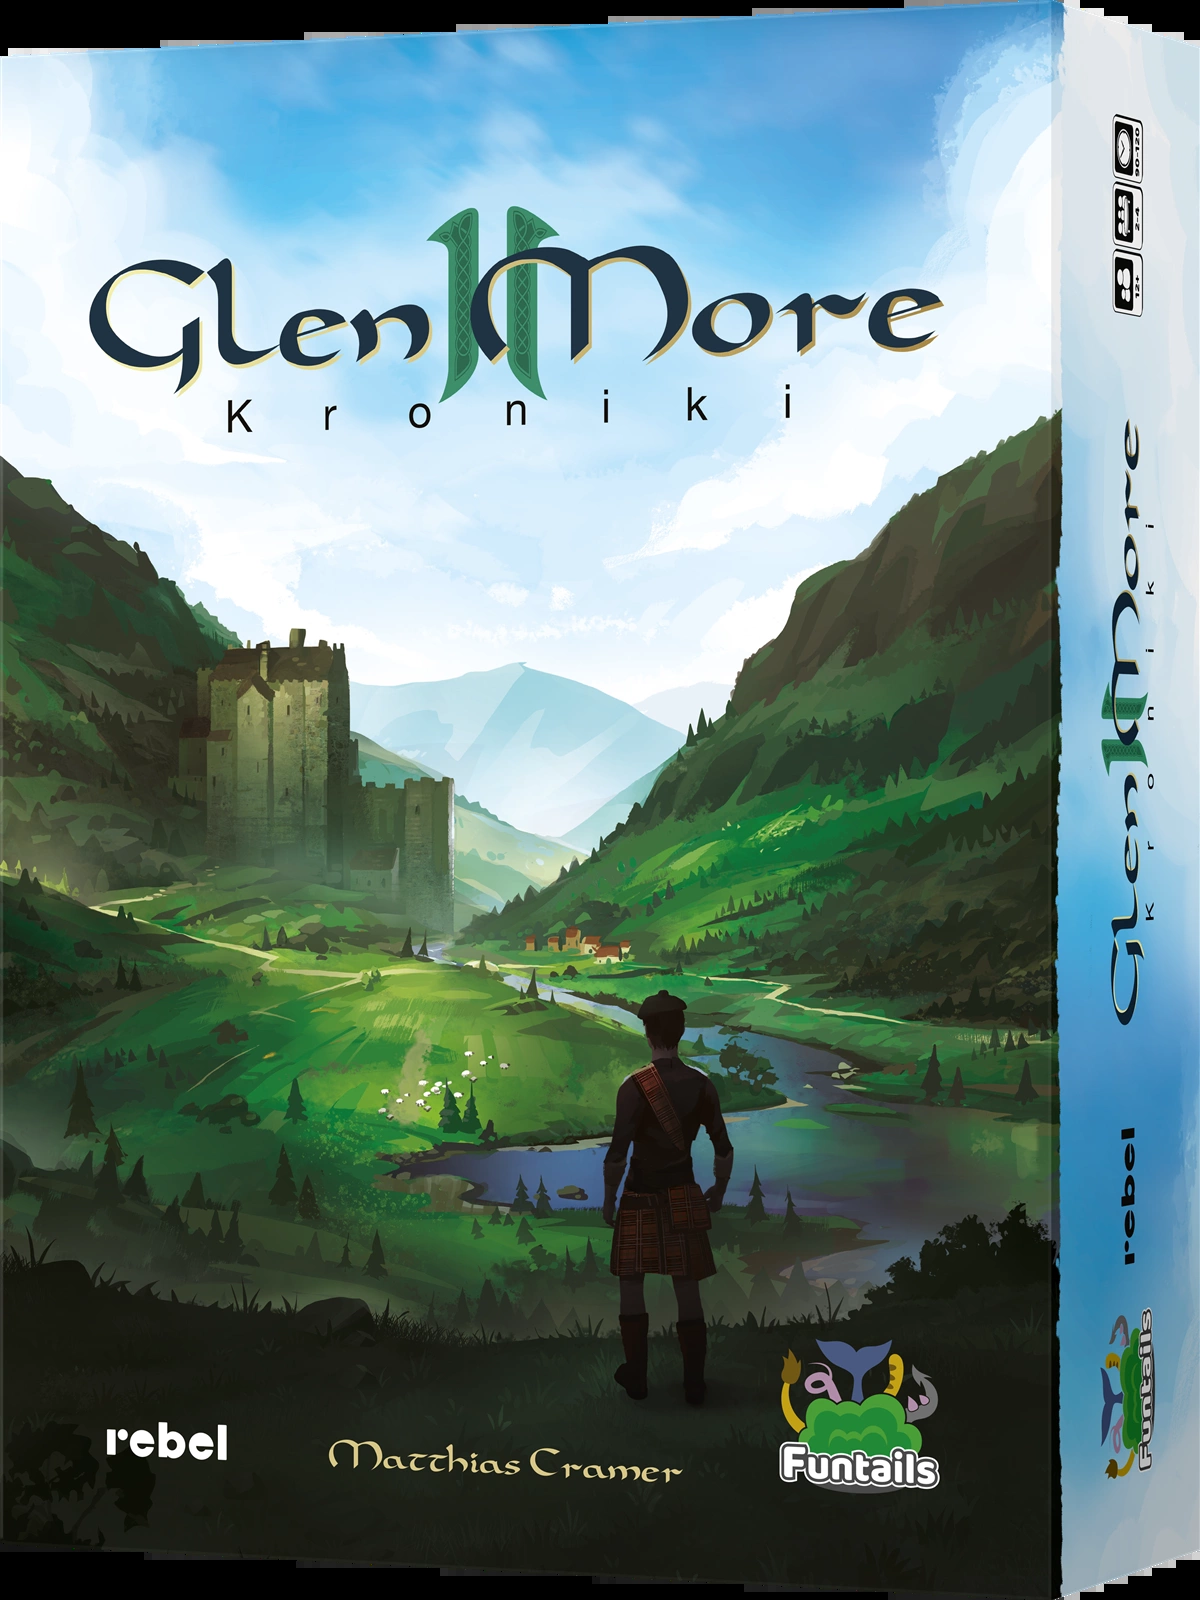 Glen II More
Kroniki
rebel
Matthias Cramer
Funtails
90-120
2-4
12+
Glen II More
Kroniki
rebel
Funtails